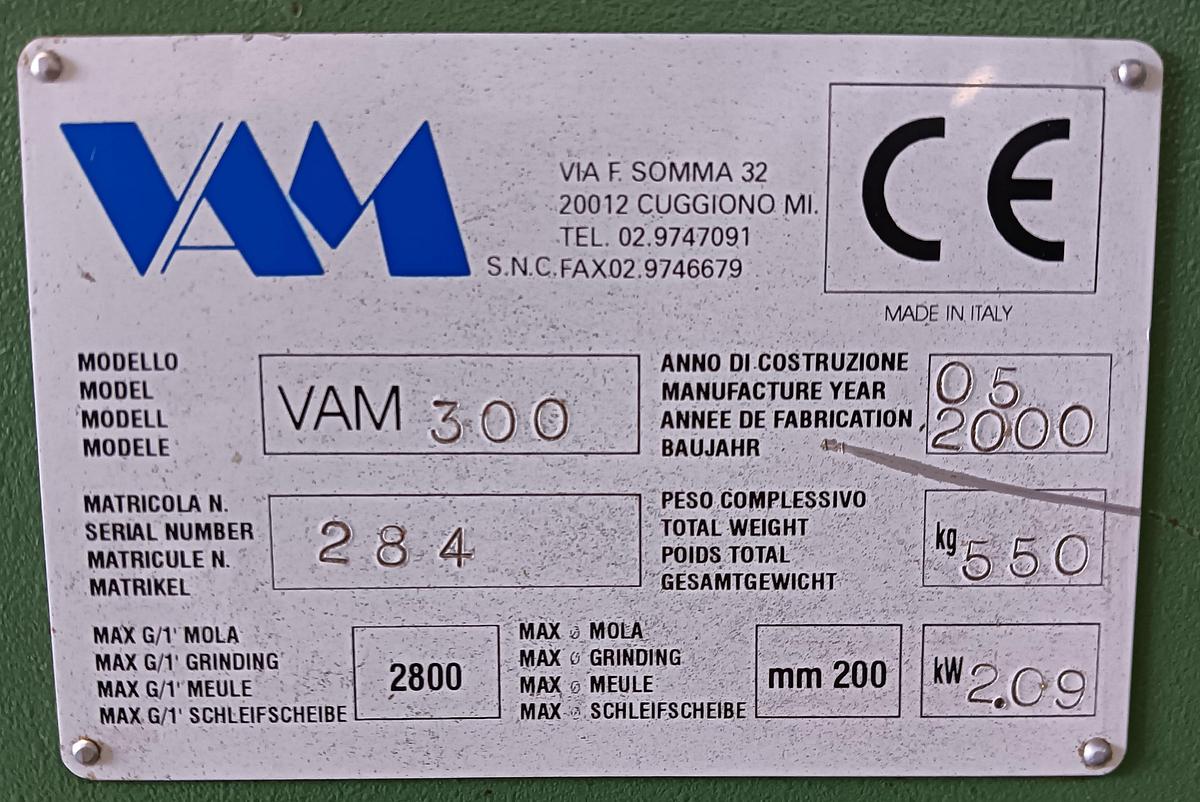 VAM
VIA F. SOMMA 32
20012 CUGGIONO MI.
TEL. 02.9747091
S.N.C. FAX 02.9746679
CE
MADE IN ITALY
MODELLO
MODEL
MODELL
MODELE
VAM 300
ANNO DI COSTRUZIONE
MANUFACTURE YEAR
ANNEE DE FABRICATION
BAUJAHR
05
2000
MATRICOLA N.
SERIAL NUMBER
MATRICULE N.
MATRIKEL
284
PESO COMPLESSIVO
TOTAL WEIGHT
POIDS TOTAL
GESAMTGEWICHT
kg 550
MAX G/1' MOLA
MAX G/1' GRINDING
MAX G/1' MEULE
MAX G/1' SCHLEIFSCHEIBE
2800
MAX ⌀ MOLA
MAX ⌀ GRINDING
MAX ⌀ MEULE
MAX ⌀ SCHLEIFSCHEIBE
mm 200
kW 2.09